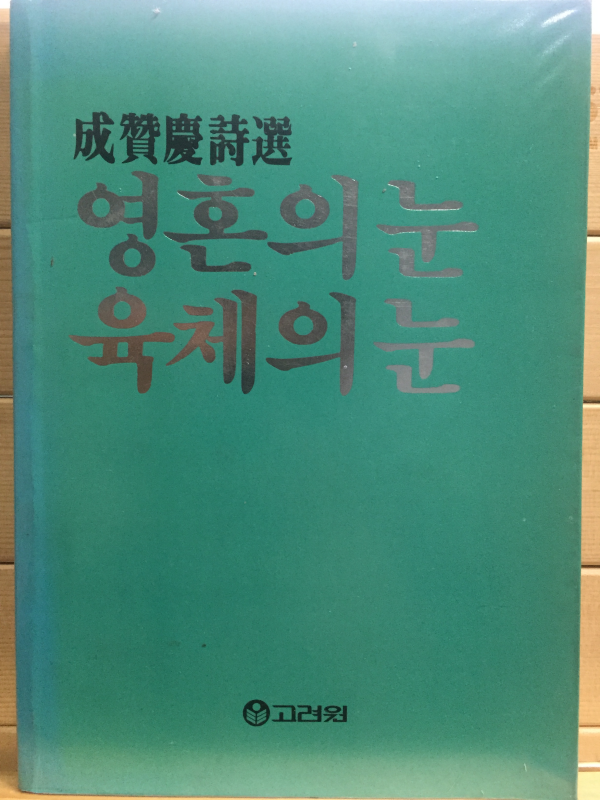 成贊慶詩選
영혼의 눈
육체의 눈
고려원